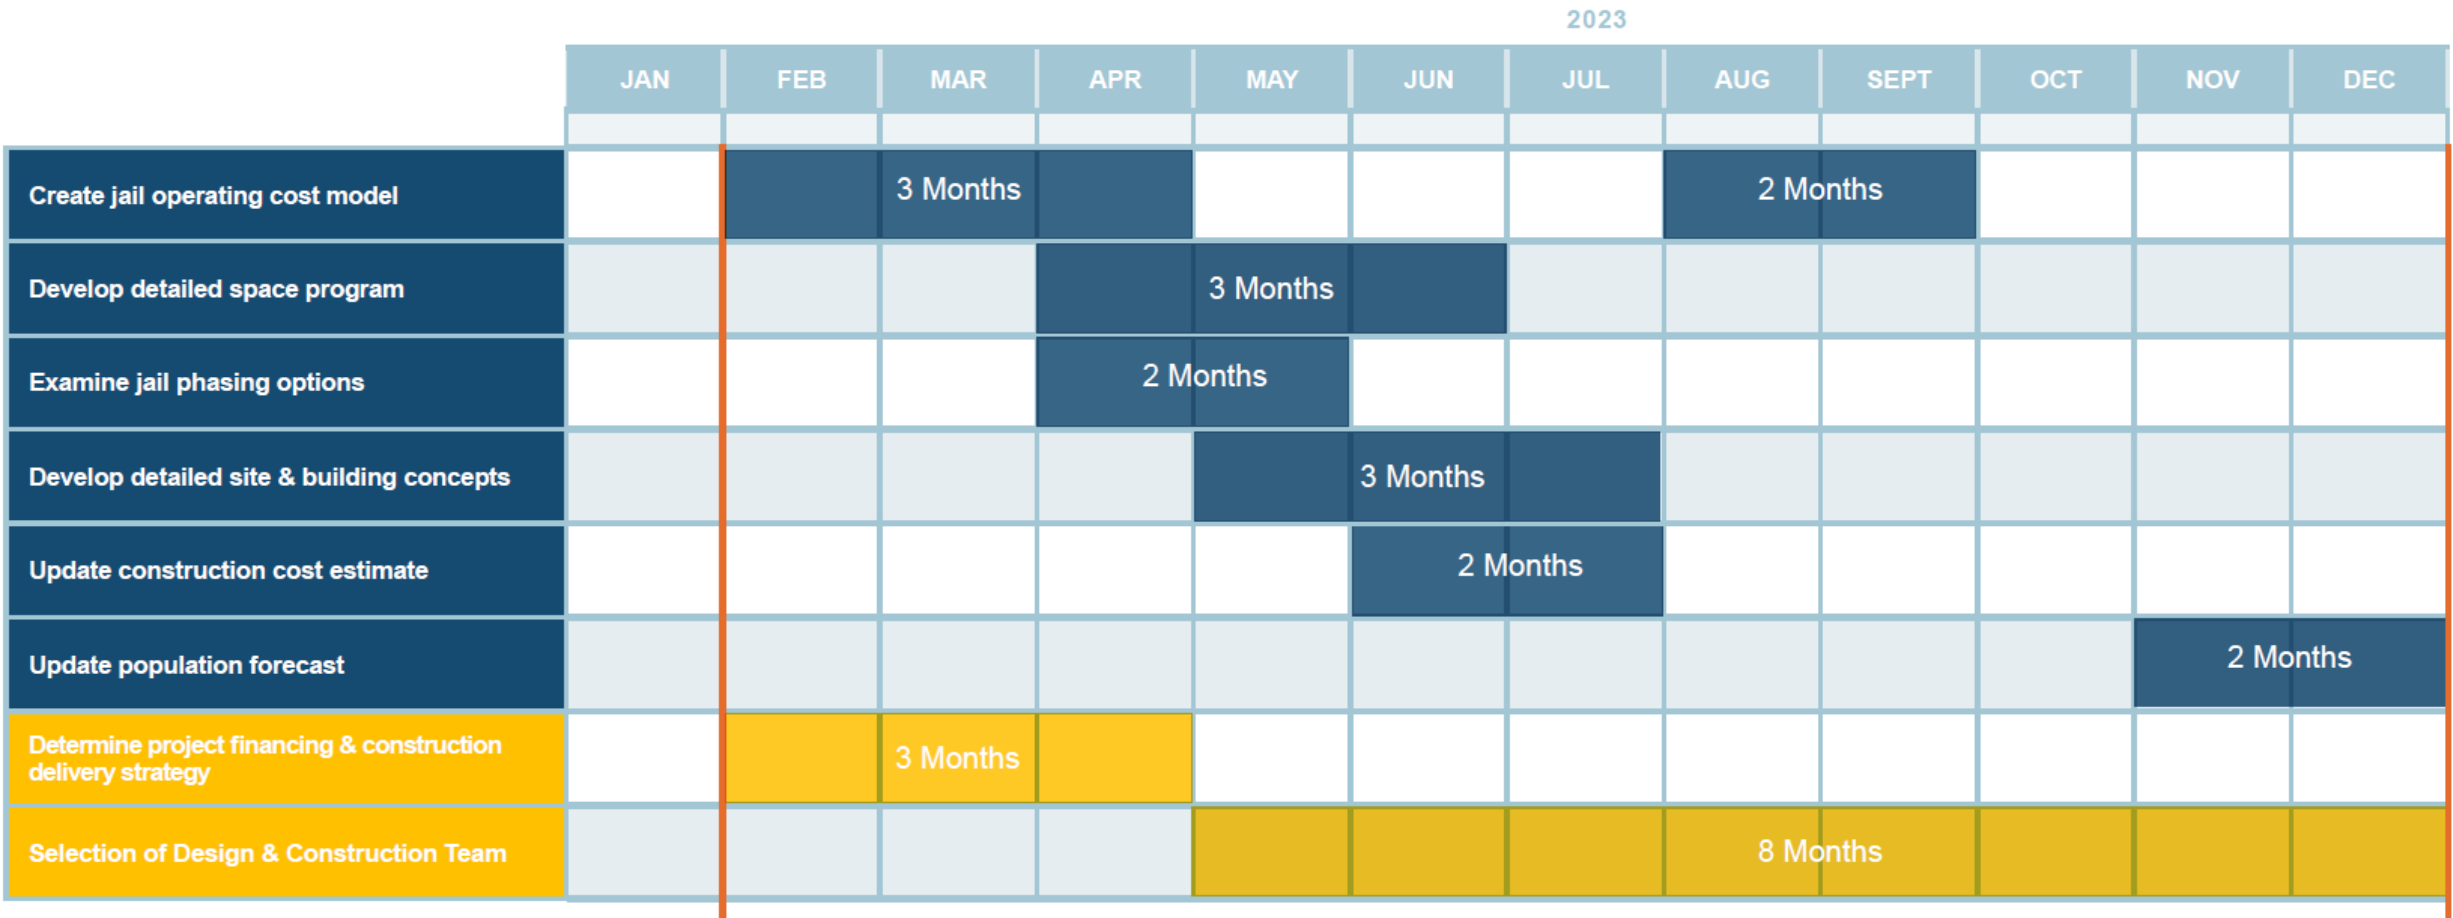 2023
JAN FEB MAR APR MAY JUN JUL AUG SEPT OCT NOV DEC
Create jail operating cost model 3 Months 2 Months
Develop detailed space program 3 Months
Examine jail phasing options 2 Months
Develop detailed site & building concepts 3 Months
Update construction cost estimate 2 Months
Update population forecast 2 Months
Determine project financing & construction
delivery strategy 3 Months
Selection of Design & Construction Team 8 Months